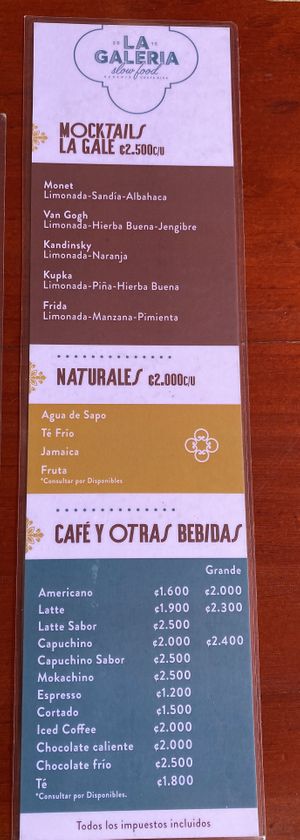 LA
GALERIA
slow food
MOCKTAILS
LA GALE ¢2.500C/U
Monet
Limonada-Sandía-Albahaca
Van Gogh
Limonada-Hierba Buena-Jengibre
Kandinsky
Limonada-Naranja
Kupka
Limonada-Piña-Hierba Buena
Frida
Limonada-Manzana-Pimienta
NATURALES ¢2.000C/U
Agua de Sapo
Té Frío
Jamaica
Fruta
*Consultar por Disponibles.
CAFÉ Y OTRAS BEBIDAS
Grande
Americano ¢1.600 ¢2.000
Latte ¢1.900 ¢2.300
Latte Sabor ¢2.500
Capuchino ¢2.000 ¢2.400
Capuchino Sabor ¢2.500
Mokachino ¢2.500
Espresso ¢1.200
Cortado ¢1.500
Iced Coffee ¢2.000
Chocolate caliente ¢2.000
Chocolate frío ¢2.500
Té ¢1.800
*Consultar por Disponibles.
Todos los impuestos incluidos